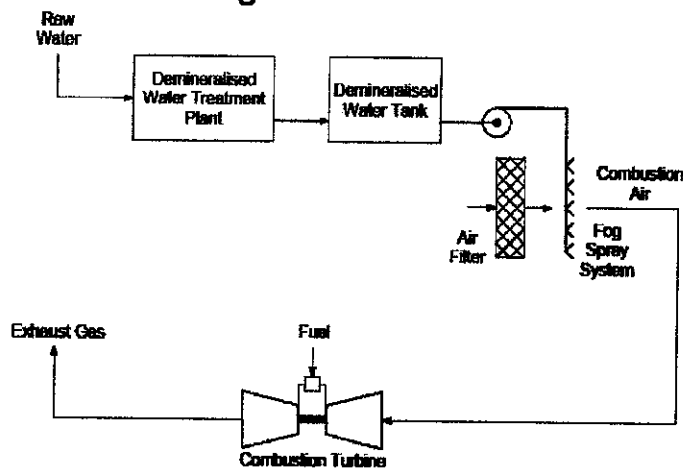 Raw
Water
Demineralised
Water Treatment
Plant
Demineralised
Water Tank
Combustion
Air
Air
Filter
Fog
Spray
System
Exhaust Gas
Fuel
Combustion Turbine